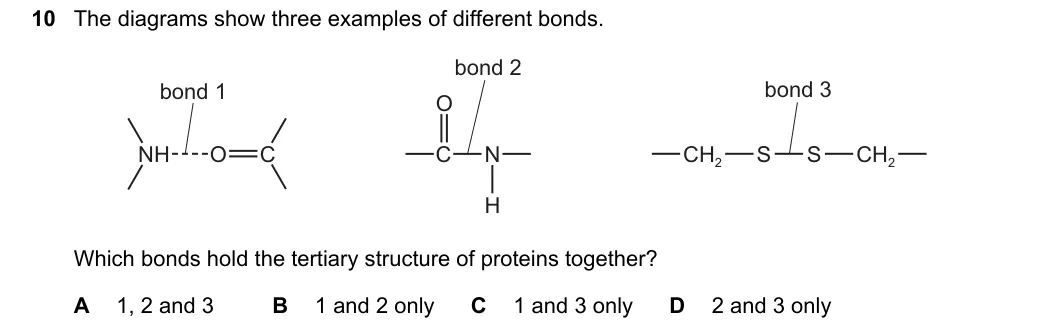 10 The diagrams show three examples of different bonds.
bond 1
bond 2
bond 3
NH O C
O
C N
H
CH2 S S CH2
Which bonds hold the tertiary structure of proteins together?
A 1, 2 and 3 B 1 and 2 only C 1 and 3 only D 2 and 3 only